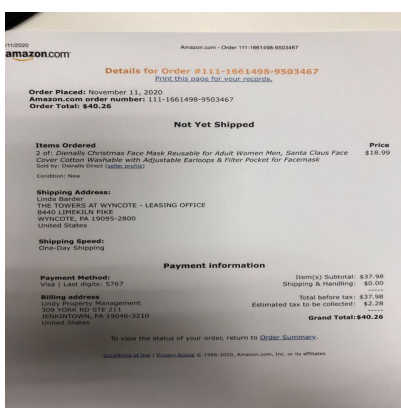 /11/2020
Amazon.com - Order 111-1661498-9503467
amazon.com
Details for Order #111-1661498-9503467
Print this page for your records.
Order Placed: November 11, 2020
Amazon.com order number: 111-1661498-9503467
Order Total: $40.26
Not Yet Shipped
Items Ordered Price
2 of: Dienalls Christmas Face Mask Reusable for Adult Women Men, Santa Claus Face $18.99
Cover Cotton Washable with Adjustable Earloops & Filter Pocket for Facemask
Sold by: Dienalls Direct (seller profile)
Condition: New
Shipping Address:
Linda Barder
THE TOWERS AT WYNCOTE - LEASING OFFICE
8440 LIMEKILN PIKE
WYNCOTE, PA 19095-2800
United States
Shipping Speed:
One-Day Shipping
Payment information
Payment Method: Item(s) Subtotal: $37.98
Visa | Last digits: 5767 Shipping & Handling: $0.00
-----
Billing address Total before tax: $37.98
Lindy Property Management Estimated tax to be collected: $2.28
309 YORK RD STE 211 -----
JENKINTOWN, PA 19046-3210 Grand Total: $40.26
United States
To view the status of your order, return to Order Summary.
Conditions of Use | Privacy Notice © 1996-2020, Amazon.com, Inc. or its affiliates